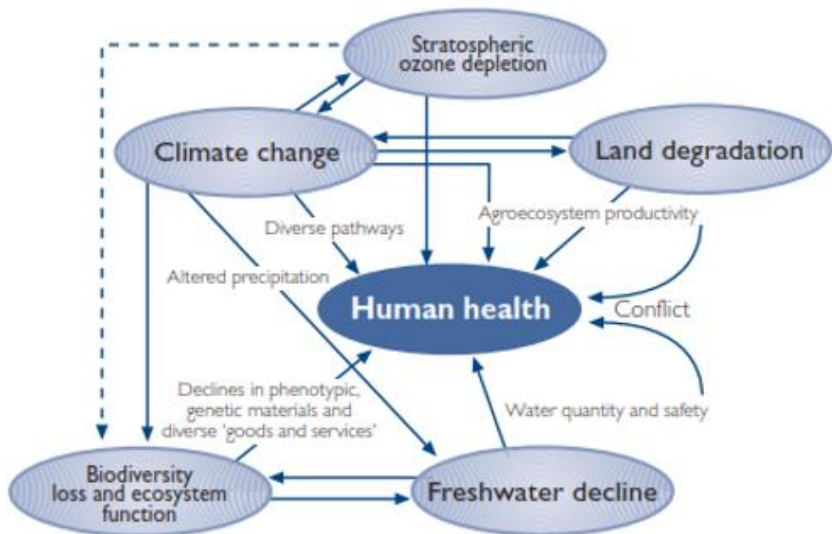 Stratospheric
ozone depletion
Climate change
Land degradation
Diverse pathways
Agroecosystem productivity
Altered precipitation
Human health
Conflict
Declines in phenotypic,
genetic materials and
diverse ‘goods and services’
Water quantity and safety
Biodiversity
loss and ecosystem
function
Freshwater decline